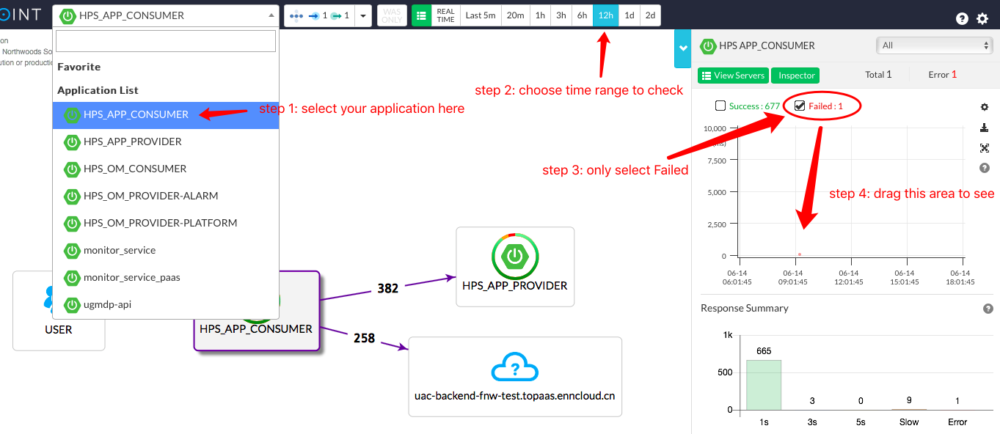 OINT
HPS_APP_CONSUMER
1
1
WAS ONLY
REAL TIME
Last 5m
20m
1h
3h
6h
12h
1d
2d
on
Northwoods So
ution or productio
Favorite
Application List
HPS_APP_CONSUMER
HPS_APP_PROVIDER
HPS_OM_CONSUMER
HPS_OM_PROVIDER-ALARM
HPS_OM_PROVIDER-PLATFORM
monitor_service
monitor_service_paas
ugmdp-api
step 1: select your application here
step 2: choose time range to check
step 3: only select Failed
step 4: drag this area to see
USER
HPS_APP_CONSUMER
382
258
HPS_APP_PROVIDER
?
uac-backend-fnw-test.topaas.enncloud.cn
HPS APP_CONSUMER
All
View Servers
Inspector
Total 1
Error 1
Success : 677
Failed : 1
10,000
(ms)
7,500
5,000
2,500
0
06-14
06:01:45
06-14
09:01:45
06-14
12:01:45
06-14
15:01:45
06-14
18:01:45
Response Summary
1k
500
0
665
3
0
9
1
1s
3s
5s
Slow
Error